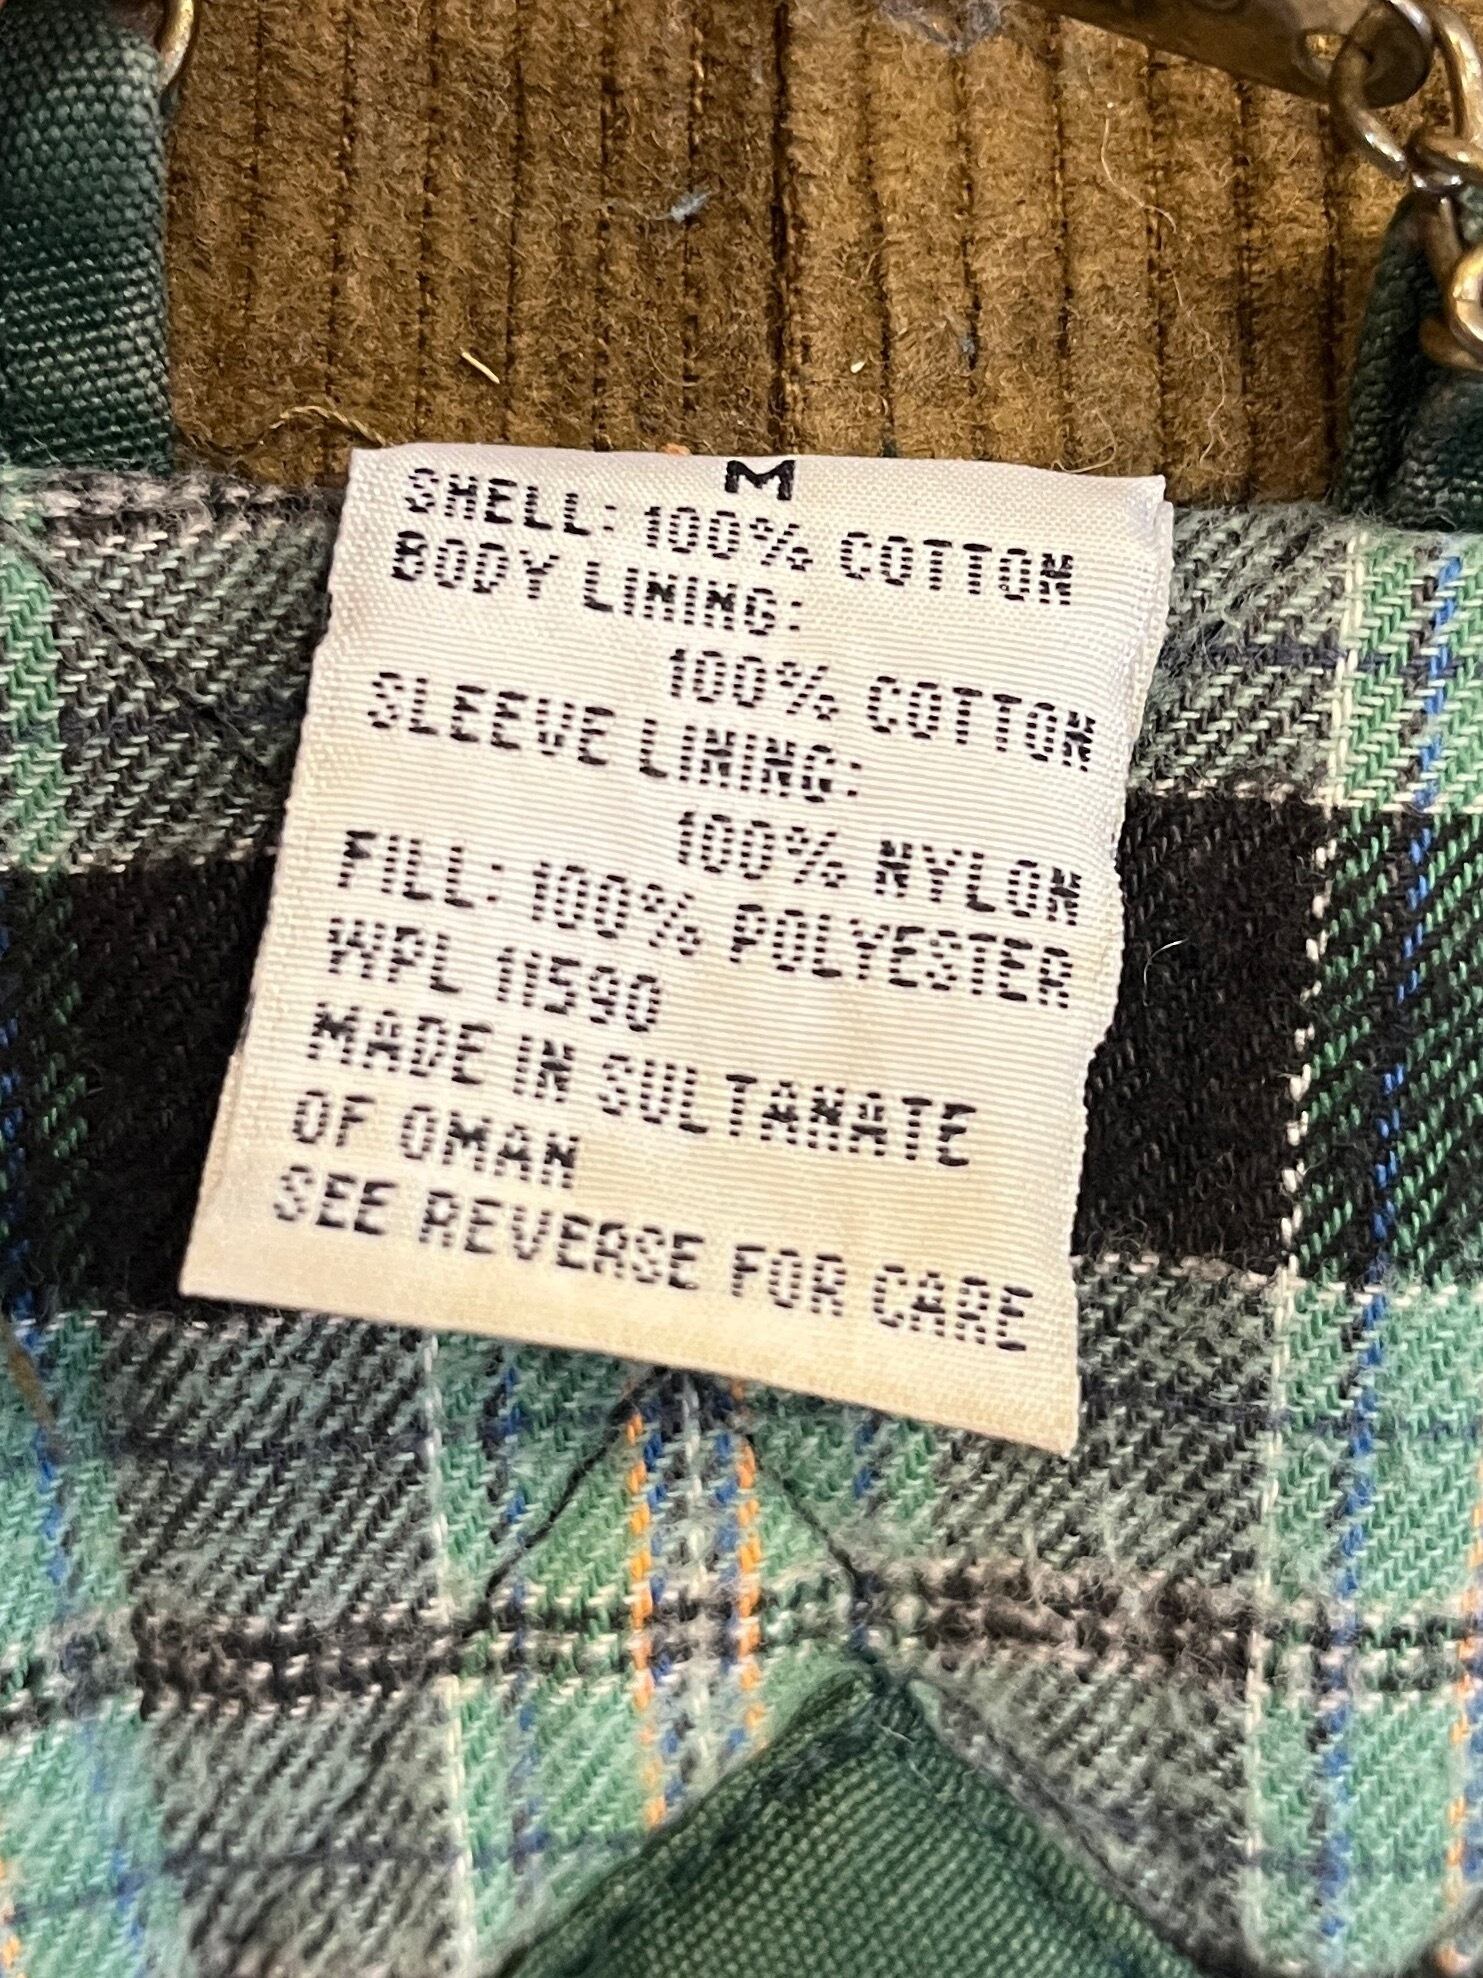 M
SHELL: 100% COTTON
BODY LINING:
100% COTTON
SLEEVE LINING:
100% NYLON
FILL: 100% POLYESTER
WPL 11590
MADE IN SULTANATE
OF OMAN
SEE REVERSE FOR CARE